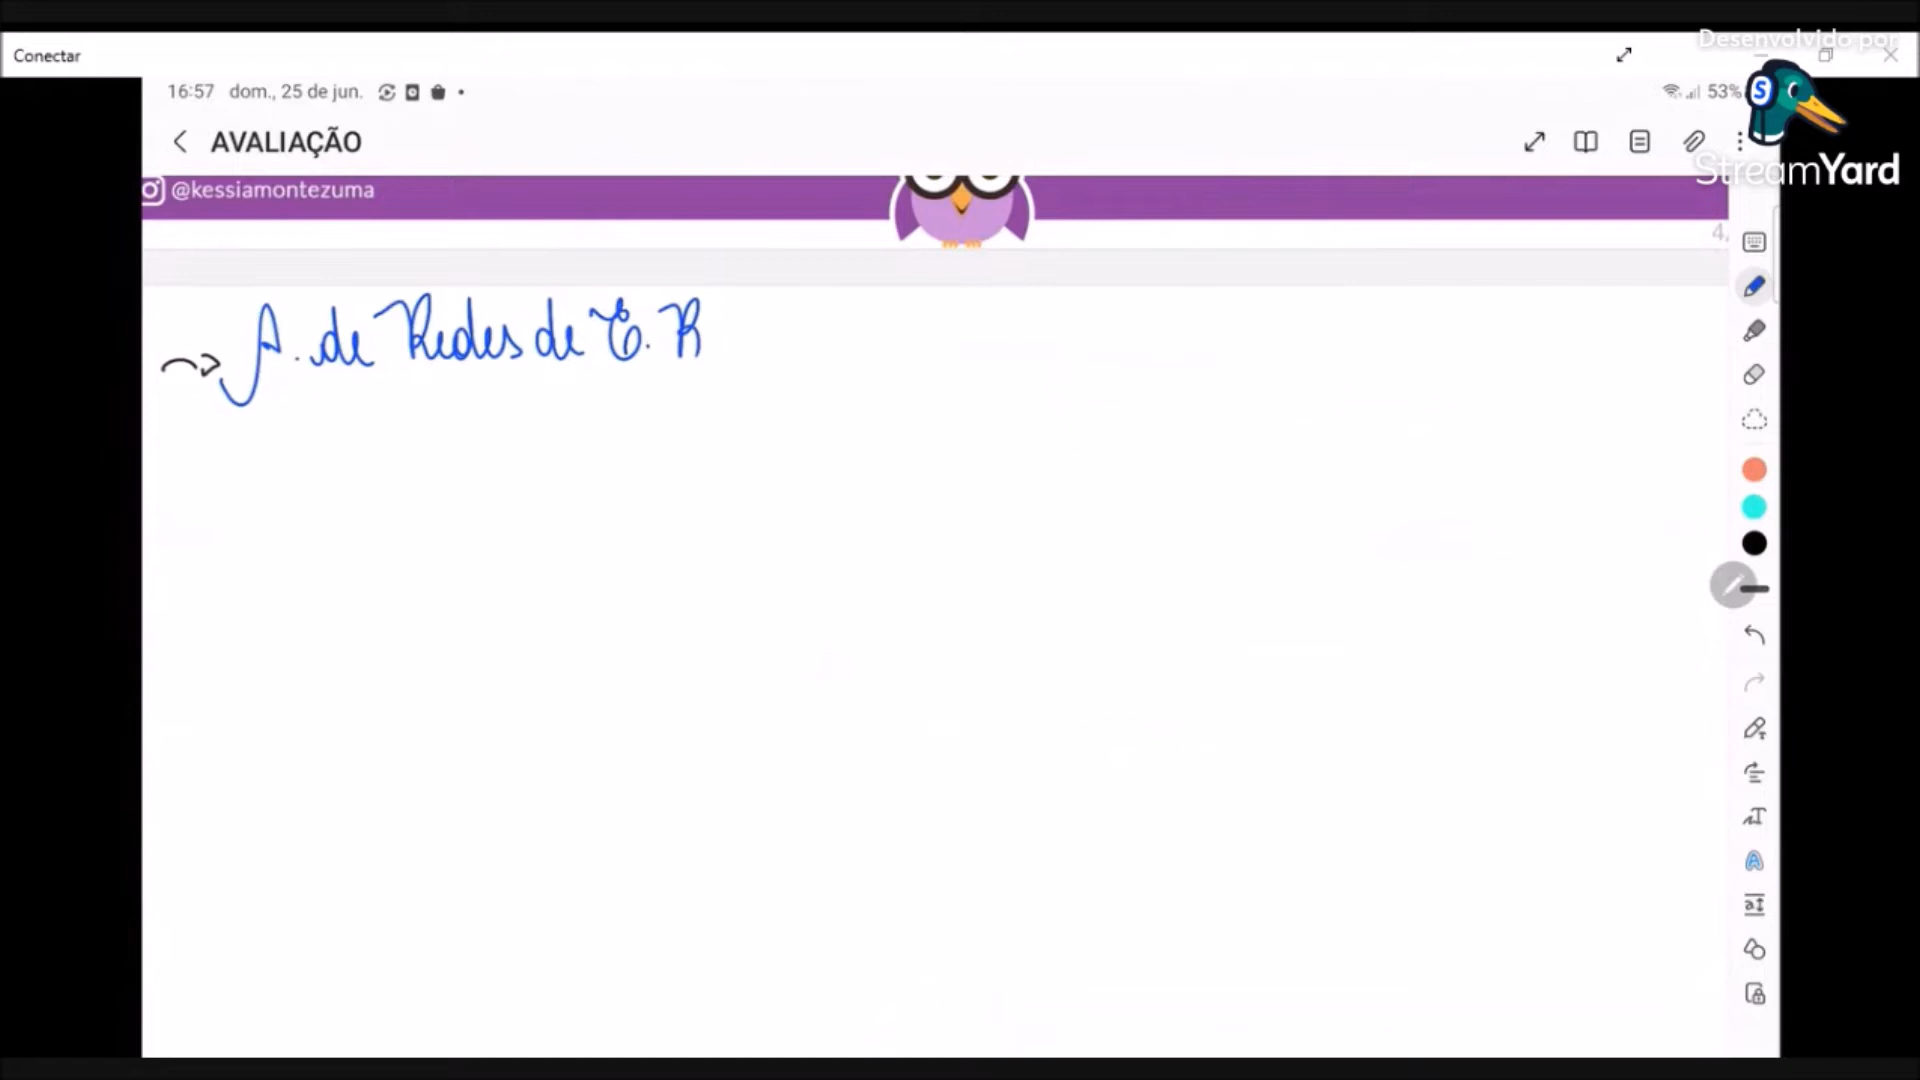 Conectar
Desenvolvido por
16:57 dom., 25 de jun.
53%
AVALIAÇÃO
StreamYard
@kessiamontezuma
A. de Redes de E. R